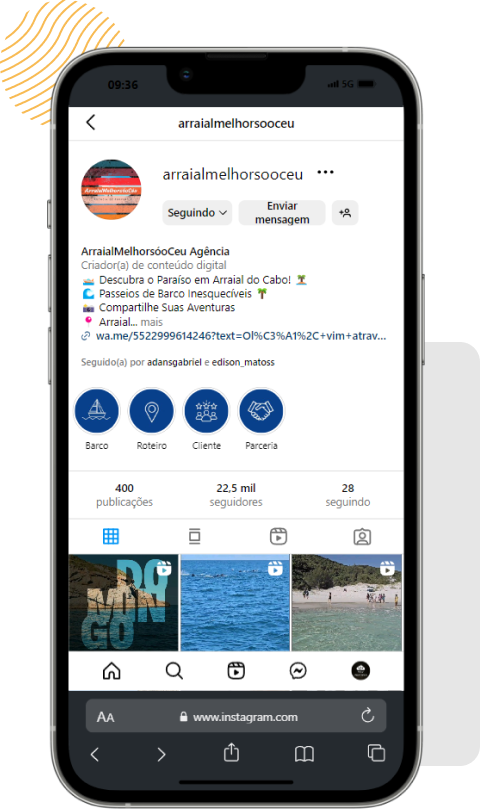 09:36
5G
arraialmelhorsooceu
arraialmelhorsooceu
ArraialMelhorsóoCéu
Seguindo
Enviar
mensagem
ArraialMelhorsóoCeu Agência
Criador(a) de conteúdo digital
Descubra o Paraíso em Arraial do Cabo!
Passeios de Barco Inesquecíveis
Compartilhe Suas Aventuras
Arraial... mais
wa.me/5522999614246?text=Ol%C3%A1%2C+vim+atrav...
Seguido(a) por adansgabriel e edison_matoss
Barco Roteiro Cliente Parceria
400 22,5 mil 28
publicações seguidores seguindo
DO
MIN
GO
AA www.instagram.com